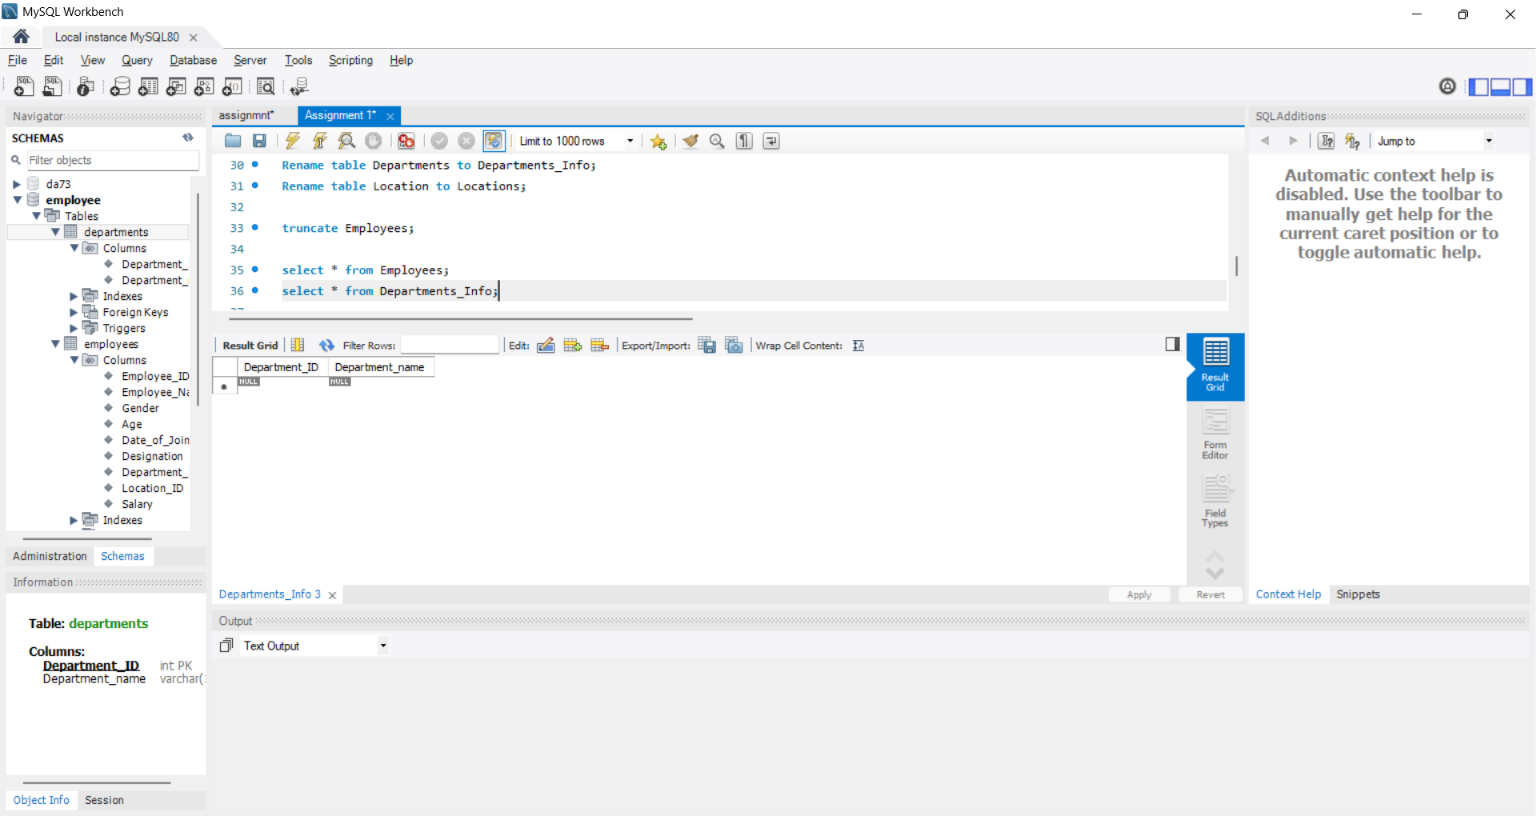 MySQL Workbench
Local instance MySQL80
File Edit View Query Database Server Tools Scripting Help
Navigator
SCHEMAS
Filter objects
da73
employee
Tables
departments
Columns
Department_
Department_
Indexes
Foreign Keys
Triggers
employees
Columns
Employee_ID
Employee_Na
Gender
Age
Date_of_Join
Designation
Department_
Location_ID
Salary
Indexes
Administration Schemas
Information
Table: departments
Columns:
Department_ID int PK
Department_name varchar(
Object Info Session
assignmnt* Assignment 1*
Limit to 1000 rows
30 Rename table Departments to Departments_Info;
31 Rename table Location to Locations;
32
33 truncate Employees;
34
35 select * from Employees;
36 select * from Departments_Info;
Result Grid Filter Rows: Edit: Export/Import: Wrap Cell Content:
Department_ID Department_name
NULL NULL
Result Grid
Form Editor
Field Types
Departments_Info 3 Apply Revert
Output
Text Output
SQLAdditions
Jump to
Automatic context help is
disabled. Use the toolbar to
manually get help for the
current caret position or to
toggle automatic help.
Context Help Snippets